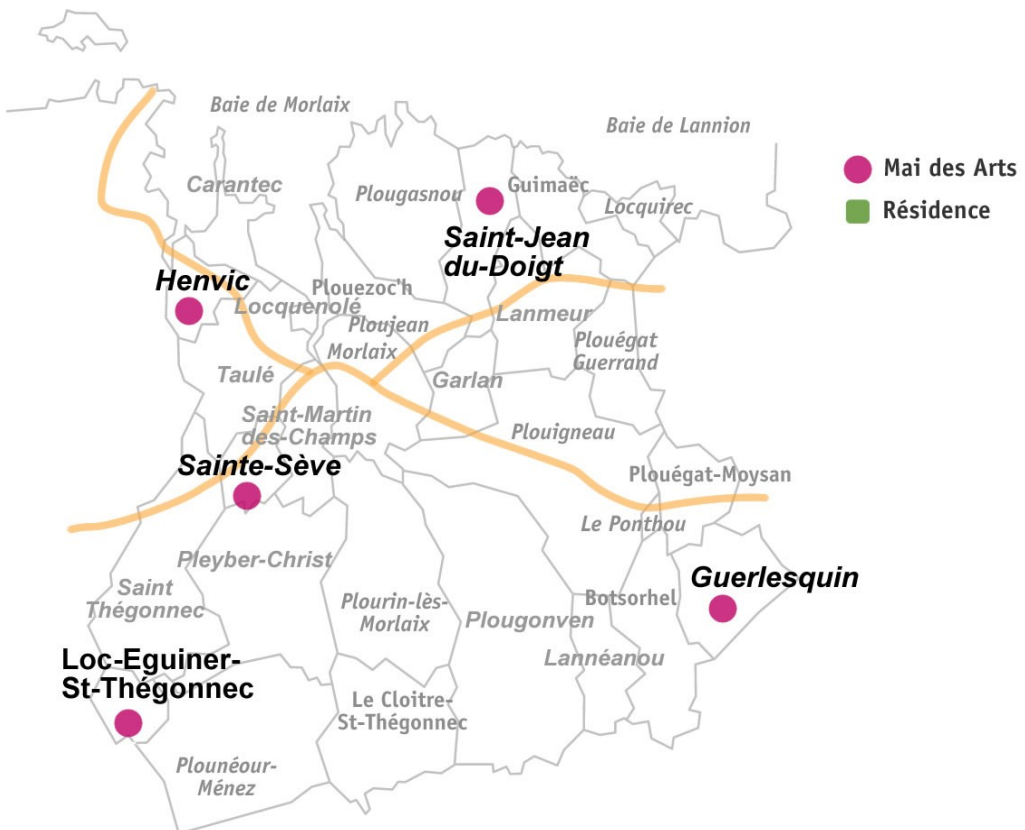 Baie de Morlaix
Baie de Lannion
Mai des Arts
Résidence
Carantec
Plougasnou
Guimaëc
Locquirec
Saint-Jean
du-Doigt
Henvic
Plouezoc'h
Locquenolé
Ploujean
Lanmeur
Morlaix
Plouégat
Guerrand
Taulé
Garlan
Saint-Martin
des-Champs
Plouigneau
Sainte-Sève
Plouégat-Moysan
Le Ponthou
Pleyber-Christ
Guerlesquin
Saint
Thégonnec
Plourin-lès-
Morlaix
Botsorhel
Plougonven
Lannéanou
Loc-Eguiner-
St-Thégonnec
Le Cloitre-
St-Thégonnec
Plounéour-
Ménez